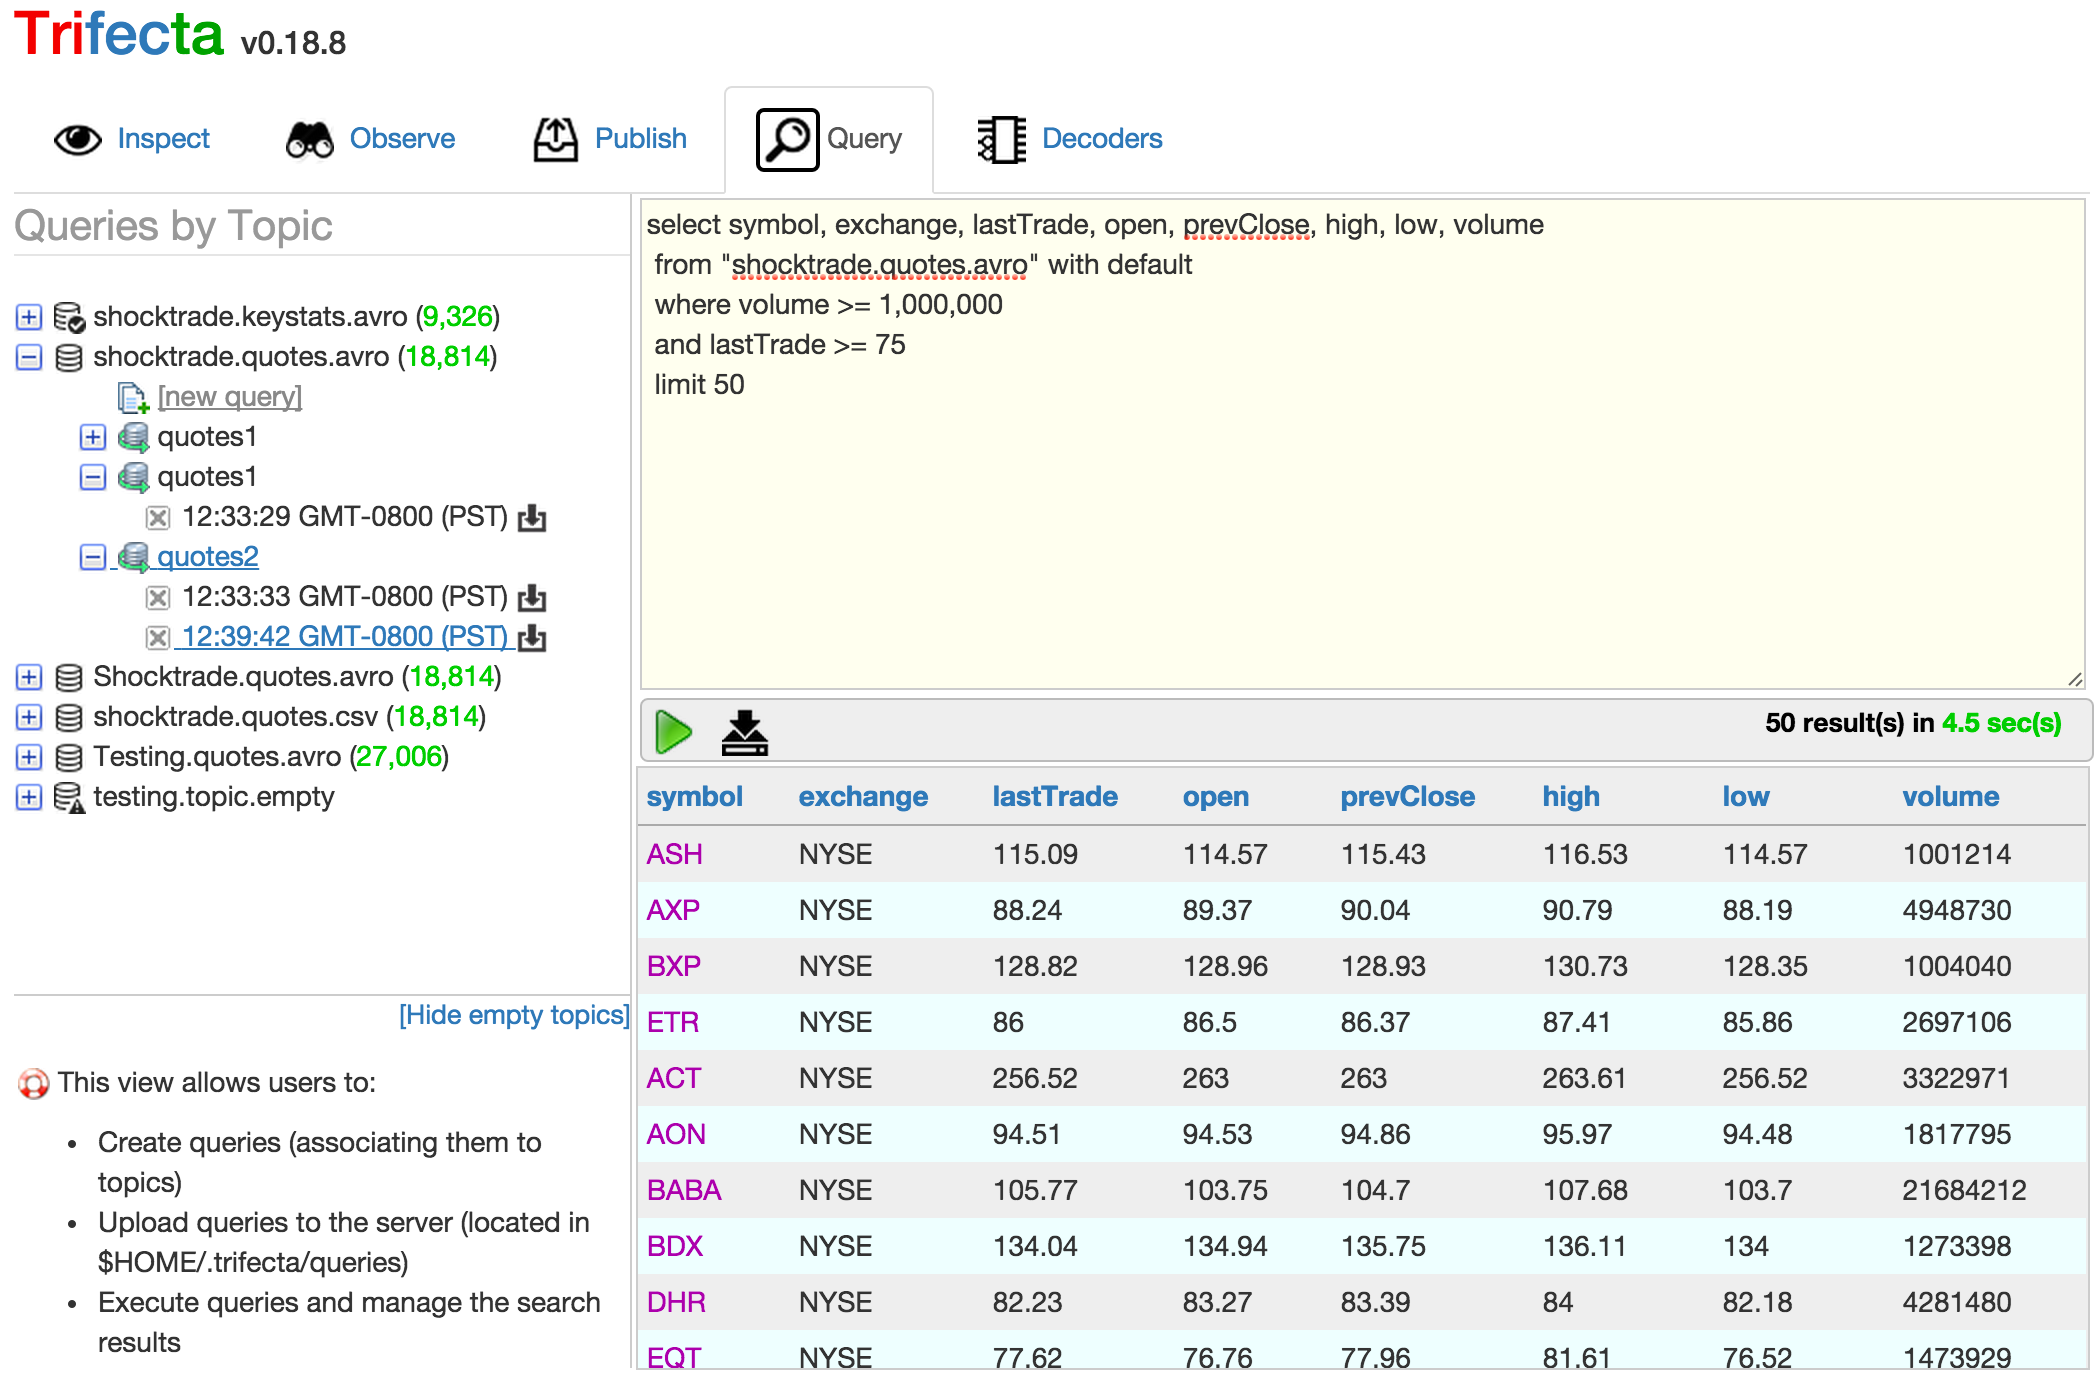 Trifecta v0.18.8
Inspect Observe Publish Query Decoders
Queries by Topic
shocktrade.keystats.avro (9,326)
shocktrade.quotes.avro (18,814)
[new query]
quotes1
quotes1
12:33:29 GMT-0800 (PST)
quotes2
12:33:33 GMT-0800 (PST)
12:39:42 GMT-0800 (PST)
Shocktrade.quotes.avro (18,814)
shocktrade.quotes.csv (18,814)
Testing.quotes.avro (27,006)
testing.topic.empty
[Hide empty topics]
This view allows users to:
• Create queries (associating them to
topics)
• Upload queries to the server (located in
$HOME/.trifecta/queries)
• Execute queries and manage the search
results
select symbol, exchange, lastTrade, open, prevClose, high, low, volume
from "shocktrade.quotes.avro" with default
where volume >= 1,000,000
and lastTrade >= 75
limit 50
50 result(s) in 4.5 sec(s)
symbol exchange lastTrade open prevClose high low volume
ASH NYSE 115.09 114.57 115.43 116.53 114.57 1001214
AXP NYSE 88.24 89.37 90.04 90.79 88.19 4948730
BXP NYSE 128.82 128.96 128.93 130.73 128.35 1004040
ETR NYSE 86 86.5 86.37 87.41 85.86 2697106
ACT NYSE 256.52 263 263 263.61 256.52 3322971
AON NYSE 94.51 94.53 94.86 95.97 94.48 1817795
BABA NYSE 105.77 103.75 104.7 107.68 103.7 21684212
BDX NYSE 134.04 134.94 135.75 136.11 134 1273398
DHR NYSE 82.23 83.27 83.39 84 82.18 4281480
EQT NYSE 77.62 76.76 77.96 81.61 76.52 1473929